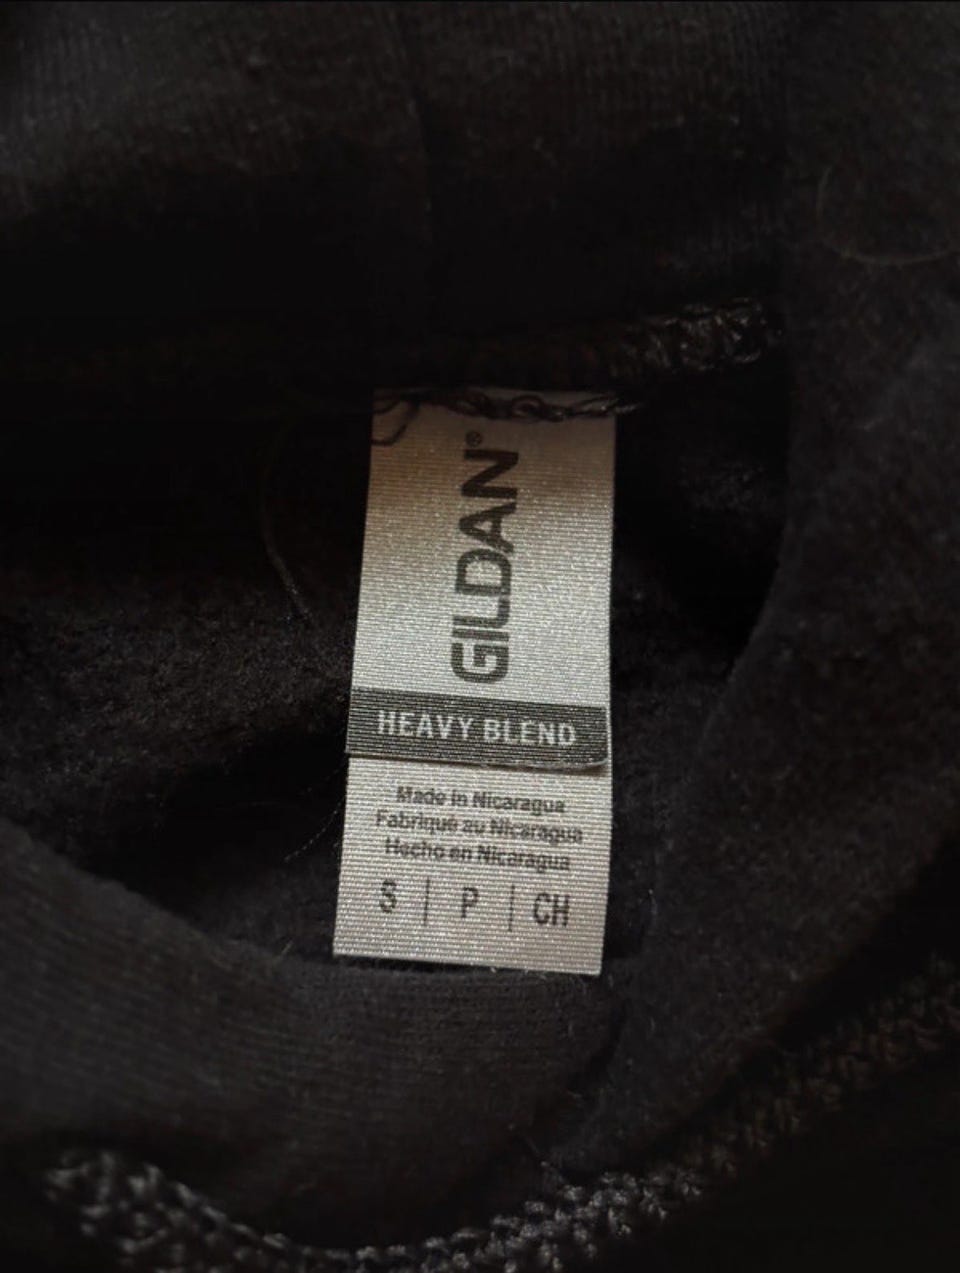 GILDAN®
HEAVY BLEND
Made in Nicaragua
Fabriqué au Nicaragua
Hecho en Nicaragua
S | P | CH